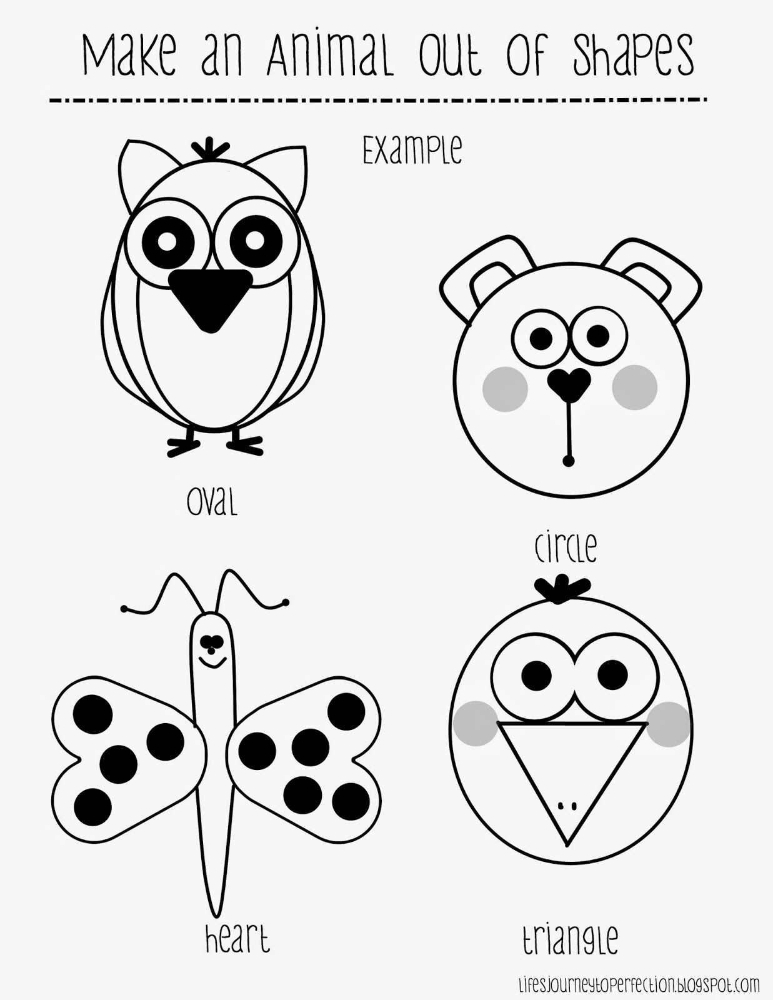 Make an Animal Out Of Shapes
Example
Oval
Circle
heart
triangle
lifesjourneytoperfection.blogspot.com